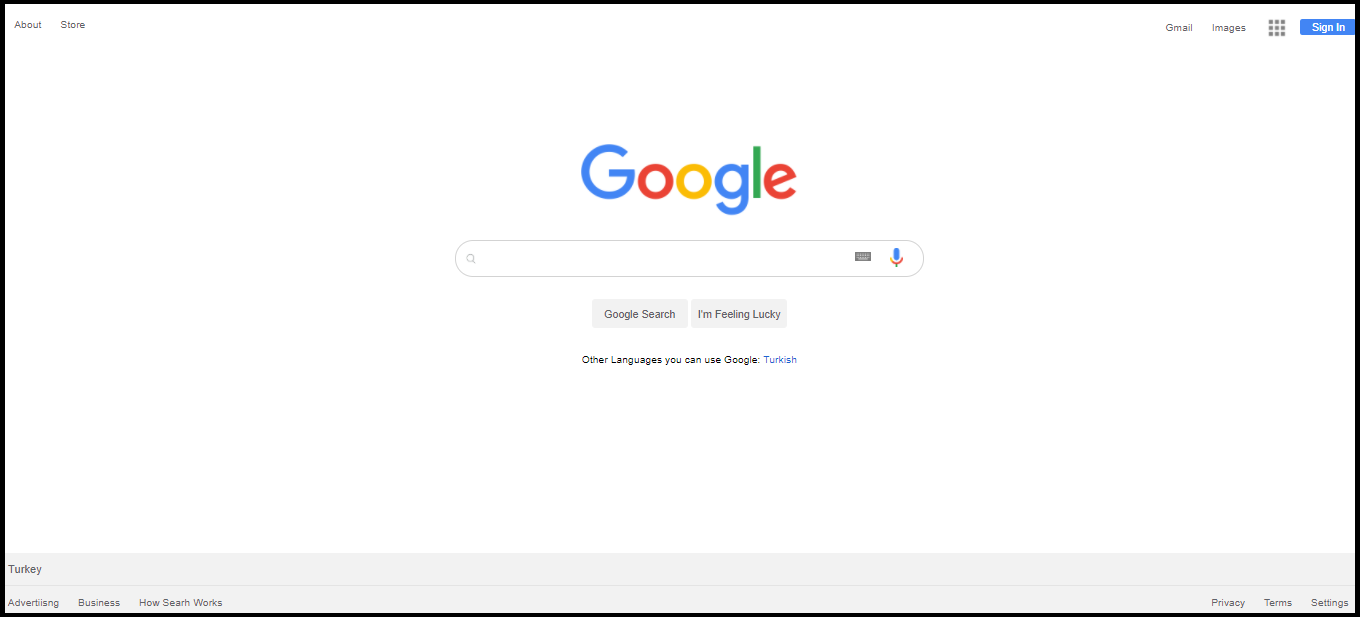 About Store
Gmail Images Sign In
Google
Google Search I'm Feeling Lucky
Other Languages you can use Google: Turkish
Turkey
Advertiisng Business How Searh Works
Privacy Terms Settings